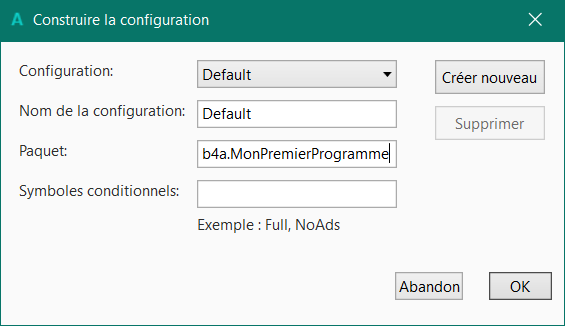 A Construire la configuration
Configuration: Default Créer nouveau
Nom de la configuration: Default Supprimer
Paquet: b4a.MonPremierProgramme
Symboles conditionnels:
Exemple : Full, NoAds
Abandon OK